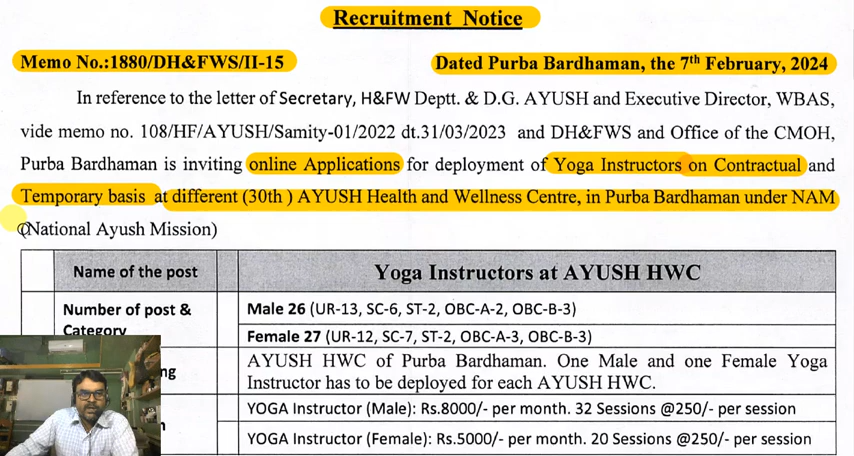 Recruitment Notice
Memo No.:1880/DH&FWS/II-15 Dated Purba Bardhaman, the 7th February, 2024
In reference to the letter of Secretary, H&FW Deptt. & D.G. AYUSH and Executive Director, WBAS,
vide memo no. 108/HF/AYUSH/Samity-01/2022 dt.31/03/2023 and DH&FWS and Office of the CMOH,
Purba Bardhaman is inviting online Applications for deployment of Yoga Instructors on Contractual and
Temporary basis at different (30th ) AYUSH Health and Wellness Centre, in Purba Bardhaman under NAM
(National Ayush Mission)
Name of the post Yoga Instructors at AYUSH HWC
Number of post & Male 26 (UR-13, SC-6, ST-2, OBC-A-2, OBC-B-3)
Category Female 27 (UR-12, SC-7, ST-2, OBC-A-3, OBC-B-3)
AYUSH HWC of Purba Bardhaman. One Male and one Female Yoga
ng Instructor has to be deployed for each AYUSH HWC.
YOGA Instructor (Male): Rs.8000/- per month. 32 Sessions @250/- per session
YOGA Instructor (Female): Rs.5000/- per month. 20 Sessions @250/- per session